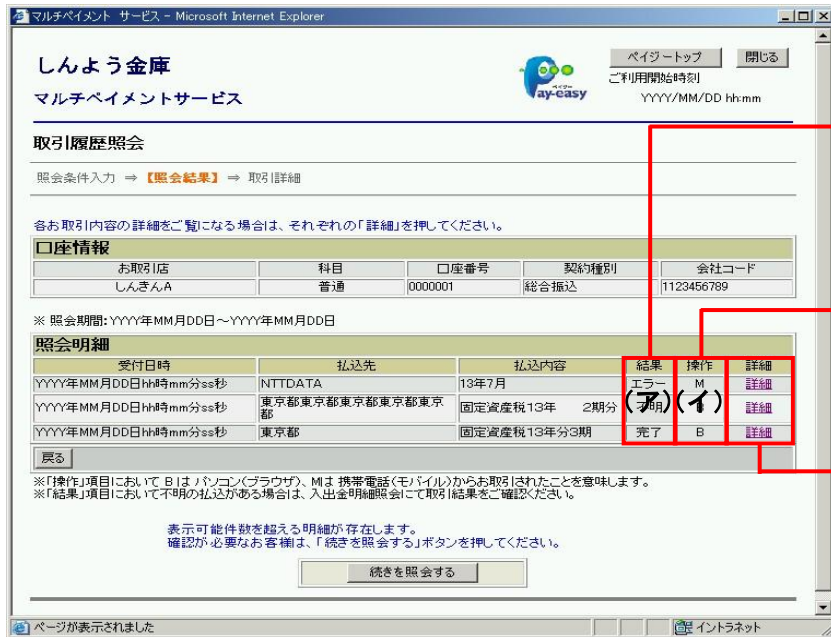 マルチペイメント サービス - Microsoft Internet Explorer
しんよう金庫
マルチペイメントサービス
ペイジー
Pay-easy
ペイジートップ 閉じる
ご利用開始時刻
YYYY/MM/DD hh:mm
取引履歴照会
照会条件入力 ⇒ 【照会結果】 ⇒ 取引詳細
各お取引内容の詳細をご覧になる場合は、それぞれの「詳細」を押してください。
口座情報
お取引店 科目 口座番号 契約種別 会社コード
しんきんA 普通 0000001 総合振込 1123456789
※ 照会期間:YYYY年MM月DD日～YYYY年MM月DD日
照会明細
受付日時 払込先 払込内容 結果 操作 詳細
YYYY年MM月DD日hh時mm分ss秒 NTTDATA 13年7月 エラー M 詳細
YYYY年MM月DD日hh時mm分ss秒 東京都東京都東京都東京都東京都 固定資産税13年 2期分 不明 詳細
(ア) (イ)
YYYY年MM月DD日hh時mm分ss秒 東京都 固定資産税13年分3期 完了 B 詳細
戻る
※「操作」項目において Bは パソコン(ブラウザ)、Mは 携帯電話(モバイル)からお取引されたことを意味します。
※「結果」項目において不明の払込がある場合は、入出金明細照会にて取引結果をご確認ください。
表示可能件数を超える明細が存在します。
確認が必要なお客様は、「続きを照会する」ボタンを押してください。
続きを照会する
ページが表示されました イントラネット